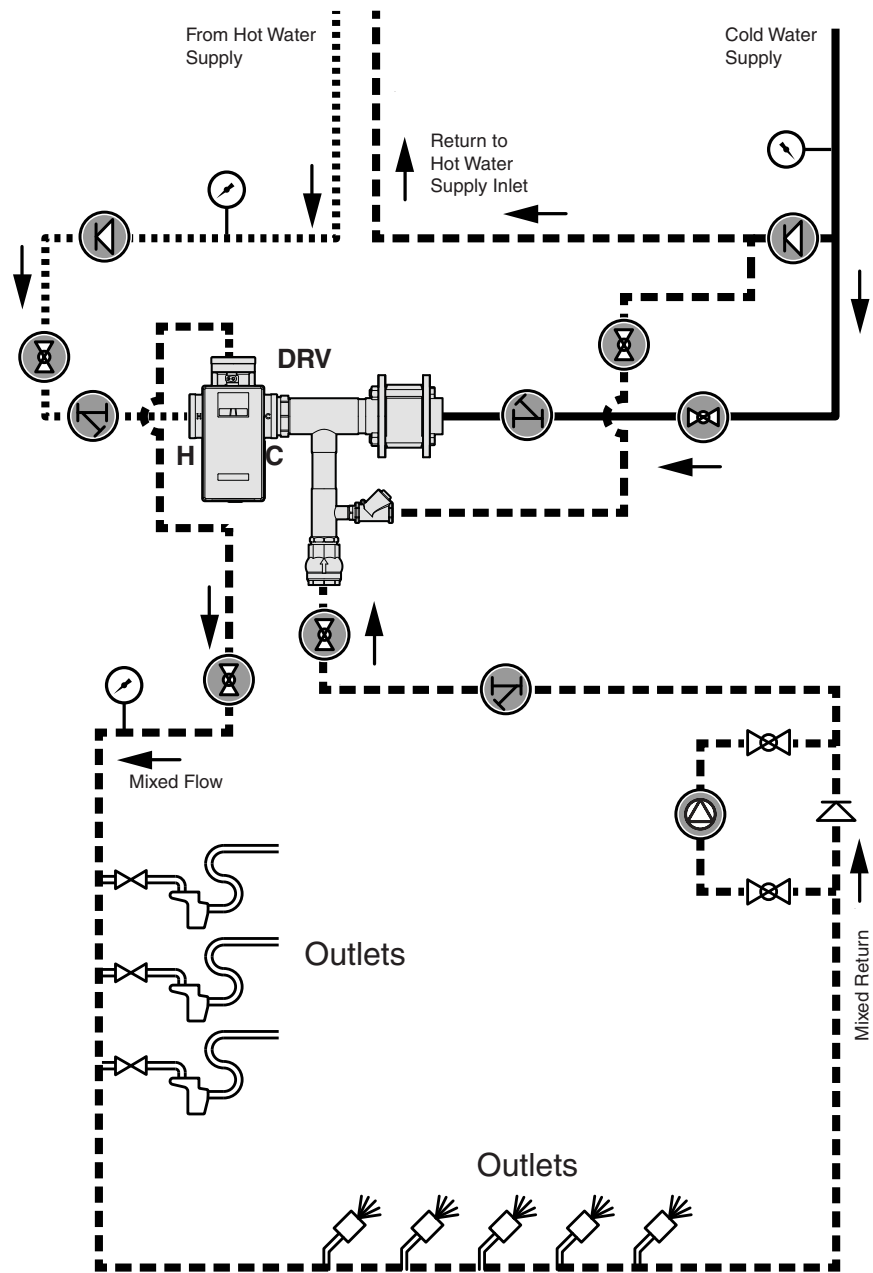 From Hot Water
Supply
Cold Water
Supply
Return to
Hot Water
Supply Inlet
DRV
H
C
H
C
Mixed Flow
Outlets
Mixed Return
Outlets